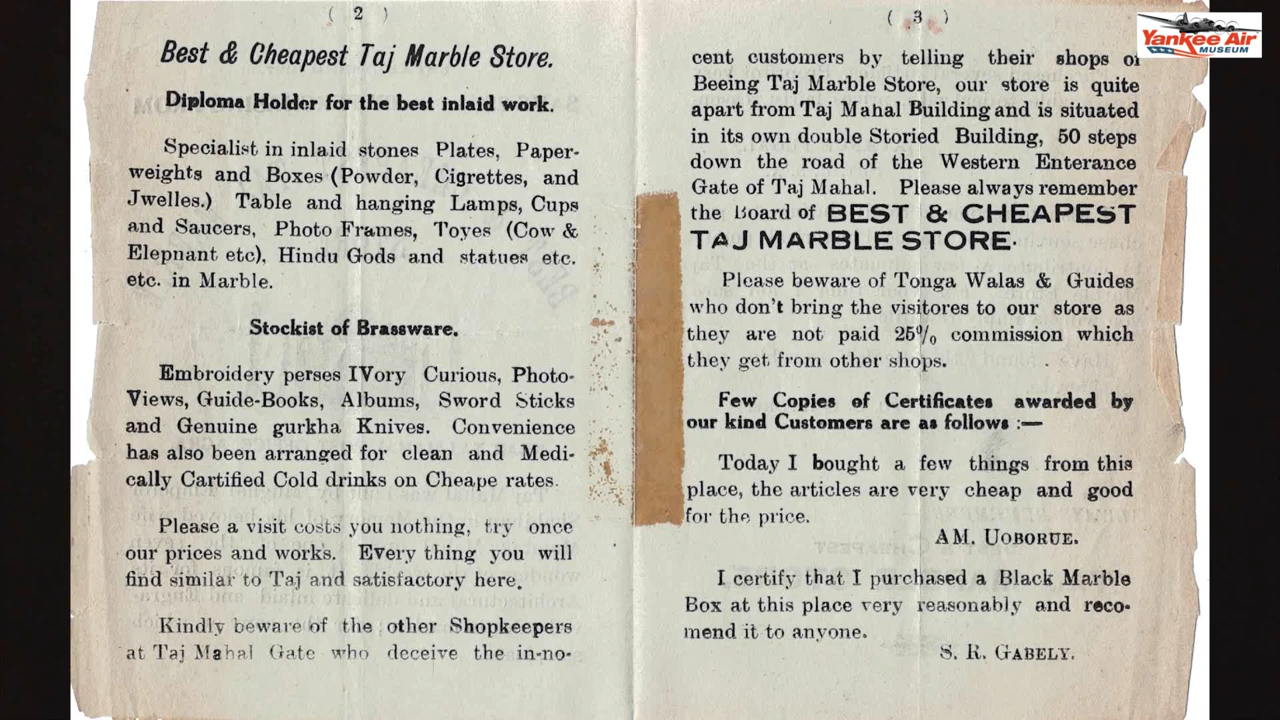 ( 2 )
Best & Cheapest Taj Marble Store.
Diploma Holder for the best inlaid work.
Specialist in inlaid stones Plates, Paper-
weights and Boxes (Powder, Cigrettes, and
Jwelles.) Table and hanging Lamps, Cups
and Saucers, Photo Frames, Toyes (Cow &
Elepnant etc), Hindu Gods and statues etc.
etc. in Marble.
Stockist of Brassware.
Embroidery perses IVory Curious, Photo-
Views, Guide-Books, Albums, Sword Sticks
and Genuine gurkha Knives. Convenience
has also been arranged for clean and Medi-
cally Cartified Cold drinks on Cheape rates.
Please a visit costs you nothing, try once
our prices and works. Every thing you will
find similar to Taj and satisfactory here.
Kindly beware of the other Shopkeepers
at Taj Mahal Gate who deceive the in-no-
( 3 )
cent customers by telling their shops of
Beeing Taj Marble Store, our store is quite
apart from Taj Mahal Building and is situated
in its own double Storied Building, 50 steps
down the road of the Western Enterance
Gate of Taj Mahal. Please always remember
the Board of BEST & CHEAPEST
TAJ MARBLE STORE.
Please beware of Tonga Walas & Guides
who don't bring the visitores to our store as
they are not paid 25% commission which
they get from other shops.
Few Copies of Certificates awarded by
our kind Customers are as follows :—
Today I bought a few things from this
place, the articles are very cheap and good
for the price.
AM. UOBORUE.
I certify that I purchased a Black Marble
Box at this place very reasonably and reco-
mend it to anyone.
S. R. GABELY.
Yankee Air
MUSEUM